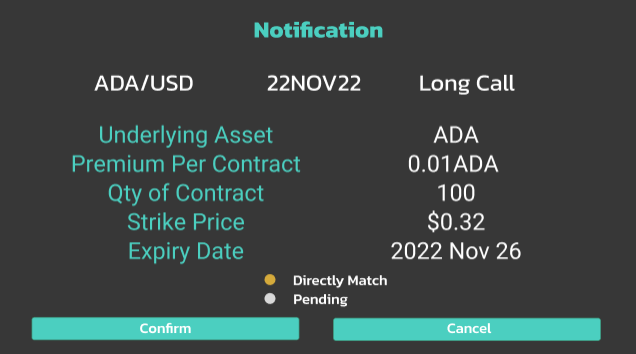 Notification
ADA/USD 22NOV22 Long Call
Underlying Asset ADA
Premium Per Contract 0.01ADA
Qty of Contract 100
Strike Price $0.32
Expiry Date 2022 Nov 26
Directly Match
Pending
Confirm Cancel